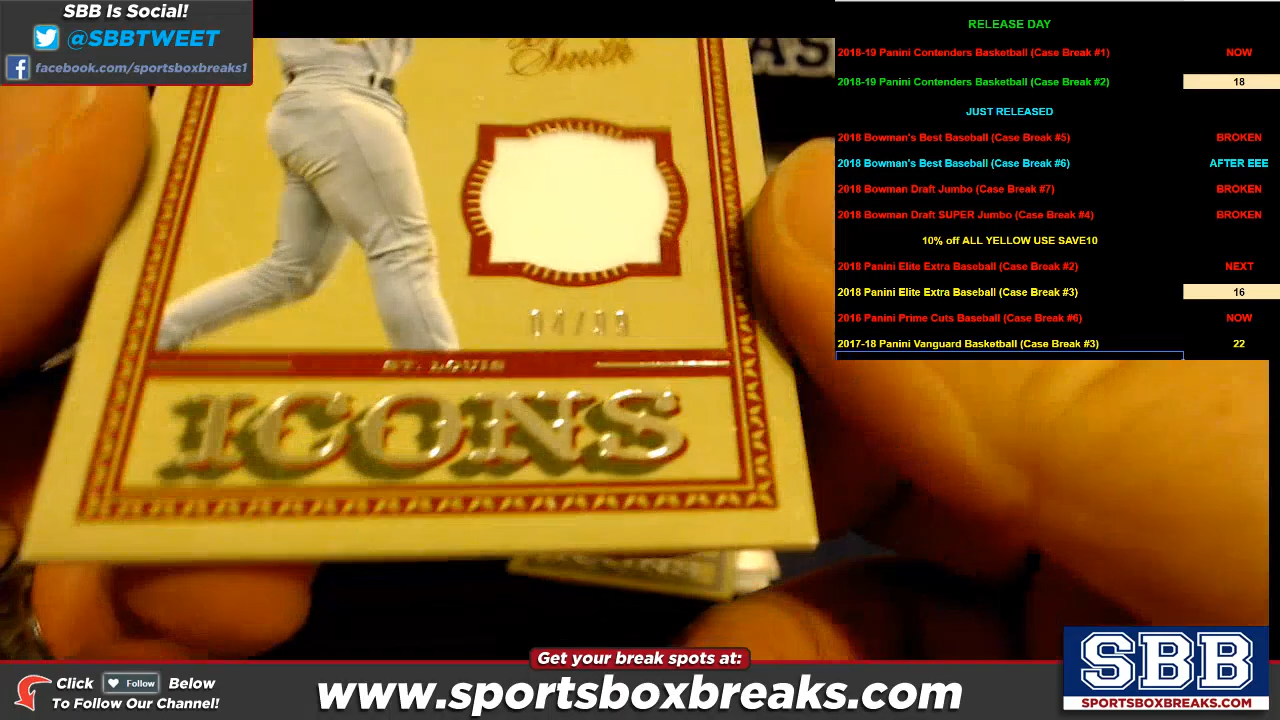 SBB Is Social!
@SBBTWEET
facebook.com/sportsboxbreaks1
Smith
ST. LOUIS
ICONS
RELEASE DAY
2018-19 Panini Contenders Basketball (Case Break #1) NOW
2018-19 Panini Contenders Basketball (Case Break #2) 18
JUST RELEASED
2018 Bowman's Best Baseball (Case Break #5) BROKEN
2018 Bowman's Best Baseball (Case Break #6) AFTER EEE
2018 Bowman Draft Jumbo (Case Break #7) BROKEN
2018 Bowman Draft SUPER Jumbo (Case Break #4) BROKEN
10% off ALL YELLOW USE SAVE10
2018 Panini Elite Extra Baseball (Case Break #2) NEXT
2018 Panini Elite Extra Baseball (Case Break #3) 16
2016 Panini Prime Cuts Baseball (Case Break #6) NOW
2017-18 Panini Vanguard Basketball (Case Break #3) 22
Get your break spots at:
Click Follow Below
To Follow Our Channel!
www.sportsboxbreaks.com
SBB
SPORTSBOXBREAKS.COM